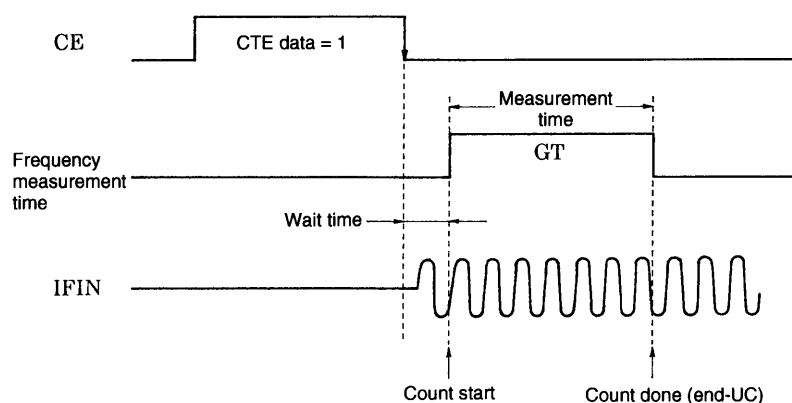 CE
CTE data = 1
Measurement
time
GT
Frequency
measurement
time
Wait time
IFIN
Count start
Count done (end-UC)